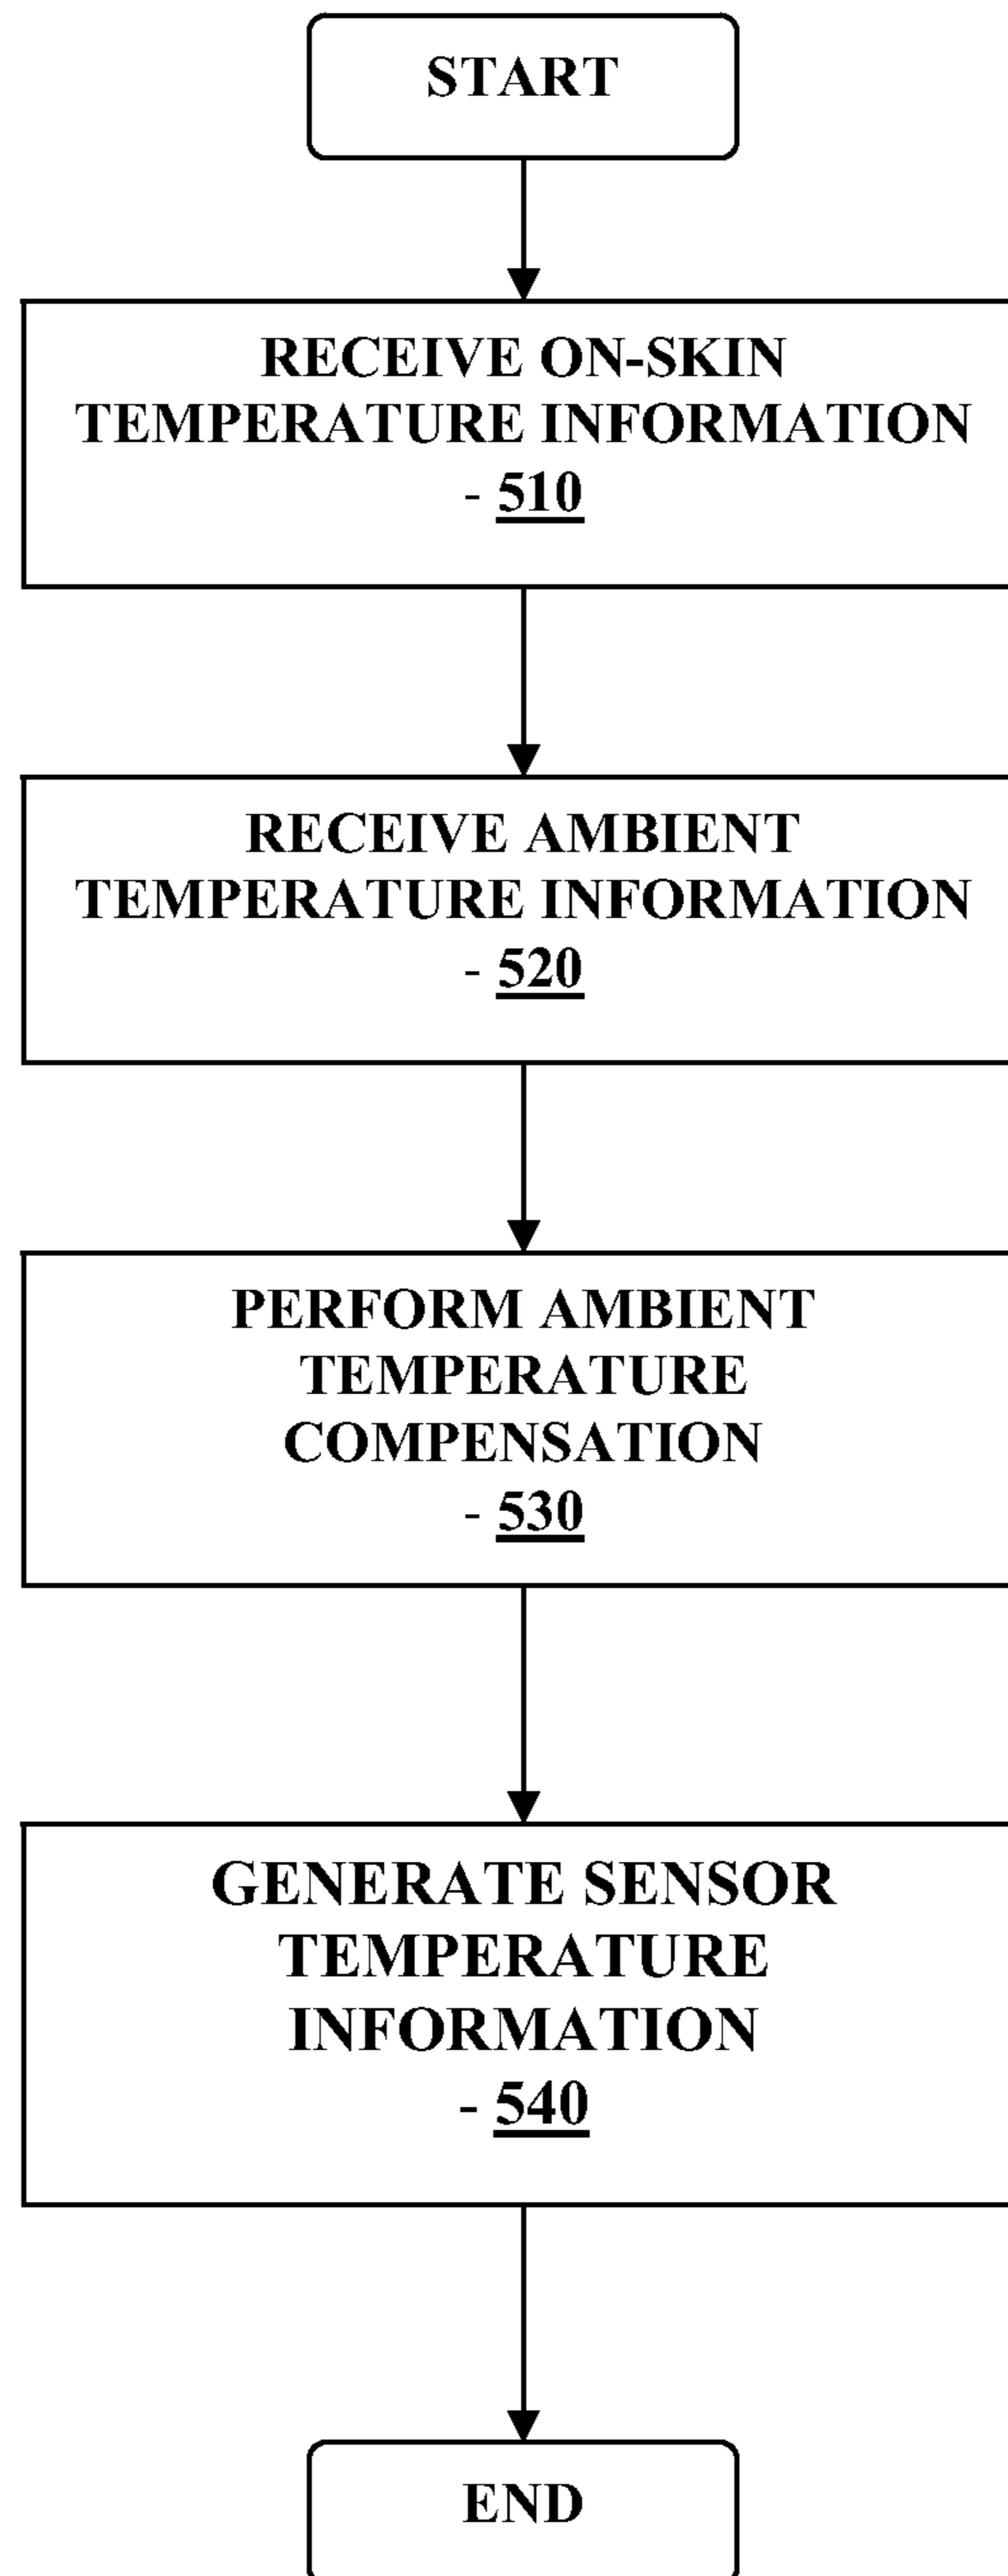 START
RECEIVE ON-SKIN
TEMPERATURE INFORMATION
- 510
RECEIVE AMBIENT
TEMPERATURE INFORMATION
- 520
PERFORM AMBIENT
TEMPERATURE
COMPENSATION
- 530
GENERATE SENSOR
TEMPERATURE
INFORMATION
- 540
END